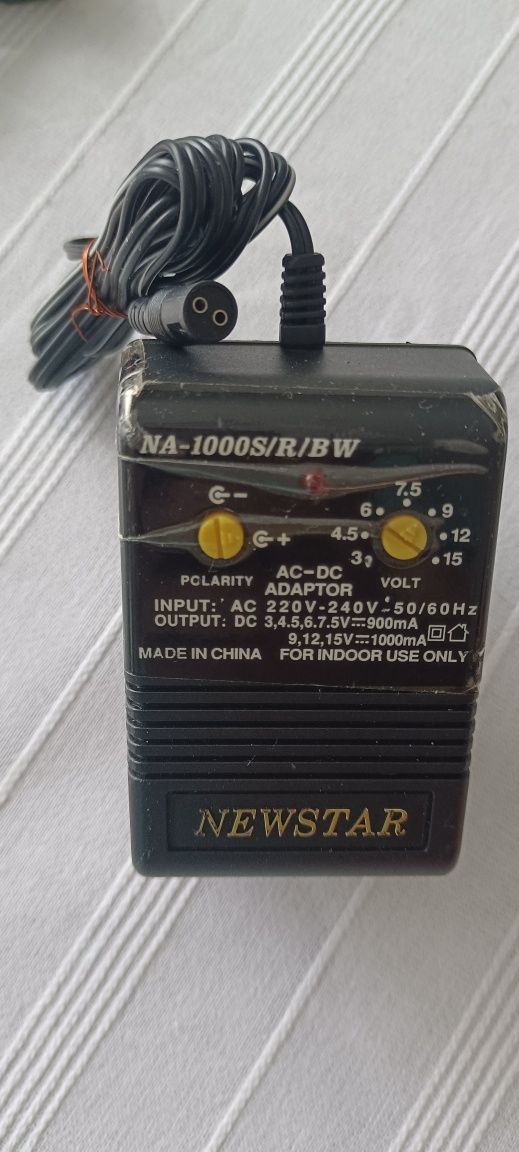 NA-1000S/R/BW
7.5
6 9
4.5 12
3 15
- +
POLARITY AC-DC VOLT
ADAPTOR
INPUT: AC 220V-240V~50/60Hz
OUTPUT: DC 3,4.5,6.7.5V⎓900mA
9,12,15V⎓1000mA
MADE IN CHINA FOR INDOOR USE ONLY
NEWSTAR